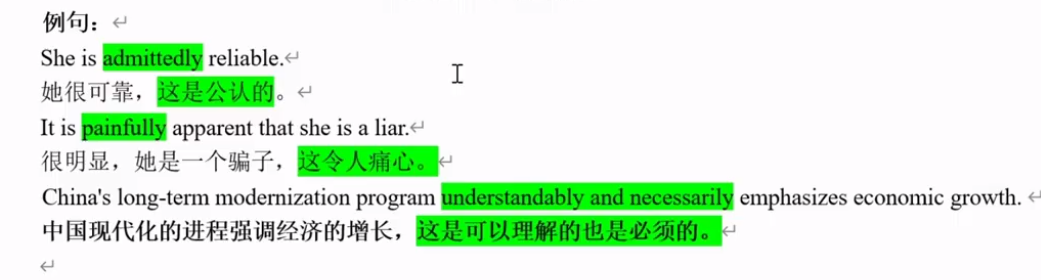 例句：
She is admittedly reliable.
她很可靠，这是公认的。
It is painfully apparent that she is a liar.
很明显，她是一个骗子，这令人痛心。
China's long-term modernization program understandably and necessarily emphasizes economic growth.
中国现代化的进程强调经济的增长，这是可以理解的也是必须的。